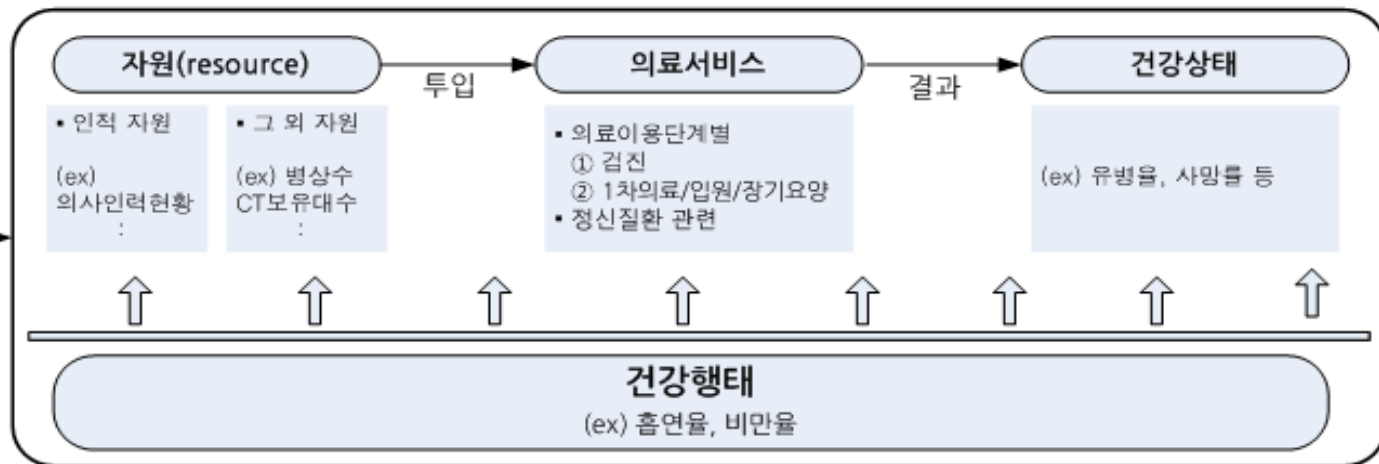 자원(resource)
투입
의료서비스
결과
건강상태
▪ 인적 자원
(ex)
의사인력현황
:
▪ 그 외 자원
(ex) 병상수
CT보유대수
:
▪ 의료이용단계별
① 검진
② 1차의료/입원/장기요양
▪ 정신질환 관련
(ex) 유병율, 사망률 등
건강행태
(ex) 흡연율, 비만율